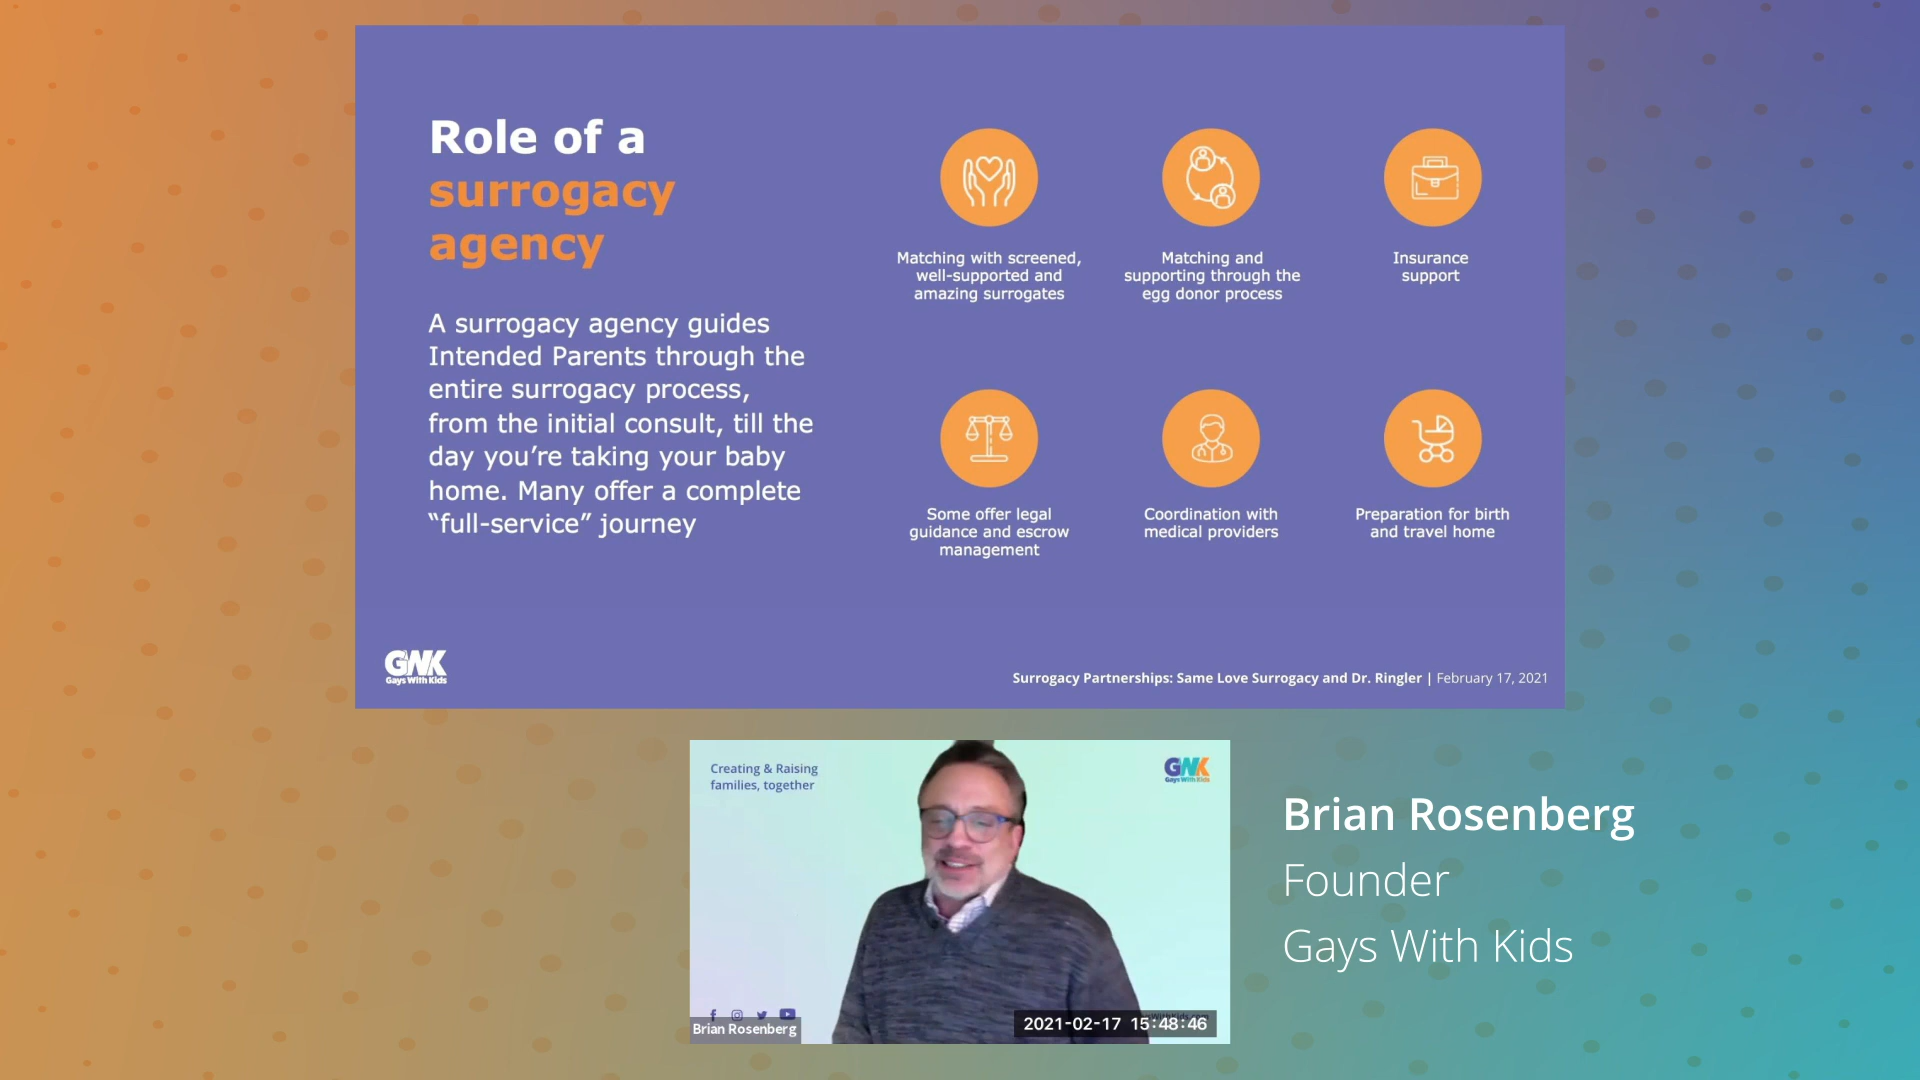 Role of a
surrogacy
agency
A surrogacy agency guides
Intended Parents through the
entire surrogacy process,
from the initial consult, till the
day you’re taking your baby
home. Many offer a complete
“full-service” journey
Matching with screened,
well-supported and
amazing surrogates
Matching and
supporting through the
egg donor process
Insurance
support
Some offer legal
guidance and escrow
management
Coordination with
medical providers
Preparation for birth
and travel home
GWK
Gays With Kids
Surrogacy Partnerships: Same Love Surrogacy and Dr. Ringler | February 17, 2021
Creating & Raising
families, together
GWK
Gays With Kids
Brian Rosenberg
2021-02-17 15:48:46
Brian Rosenberg
Founder
Gays With Kids